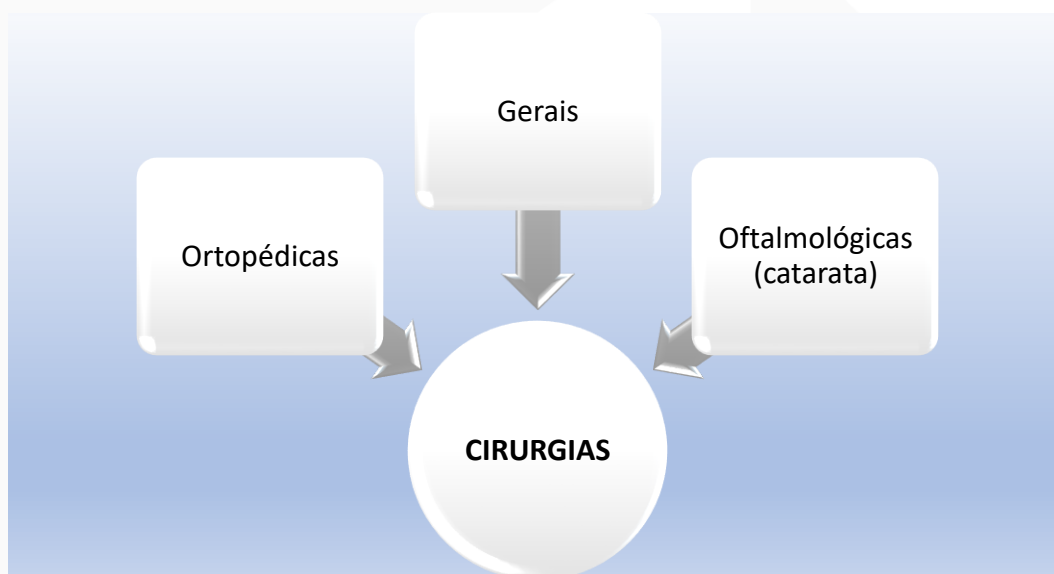 Gerais
Ortopédicas
Oftalmológicas
(catarata)
CIRURGIAS